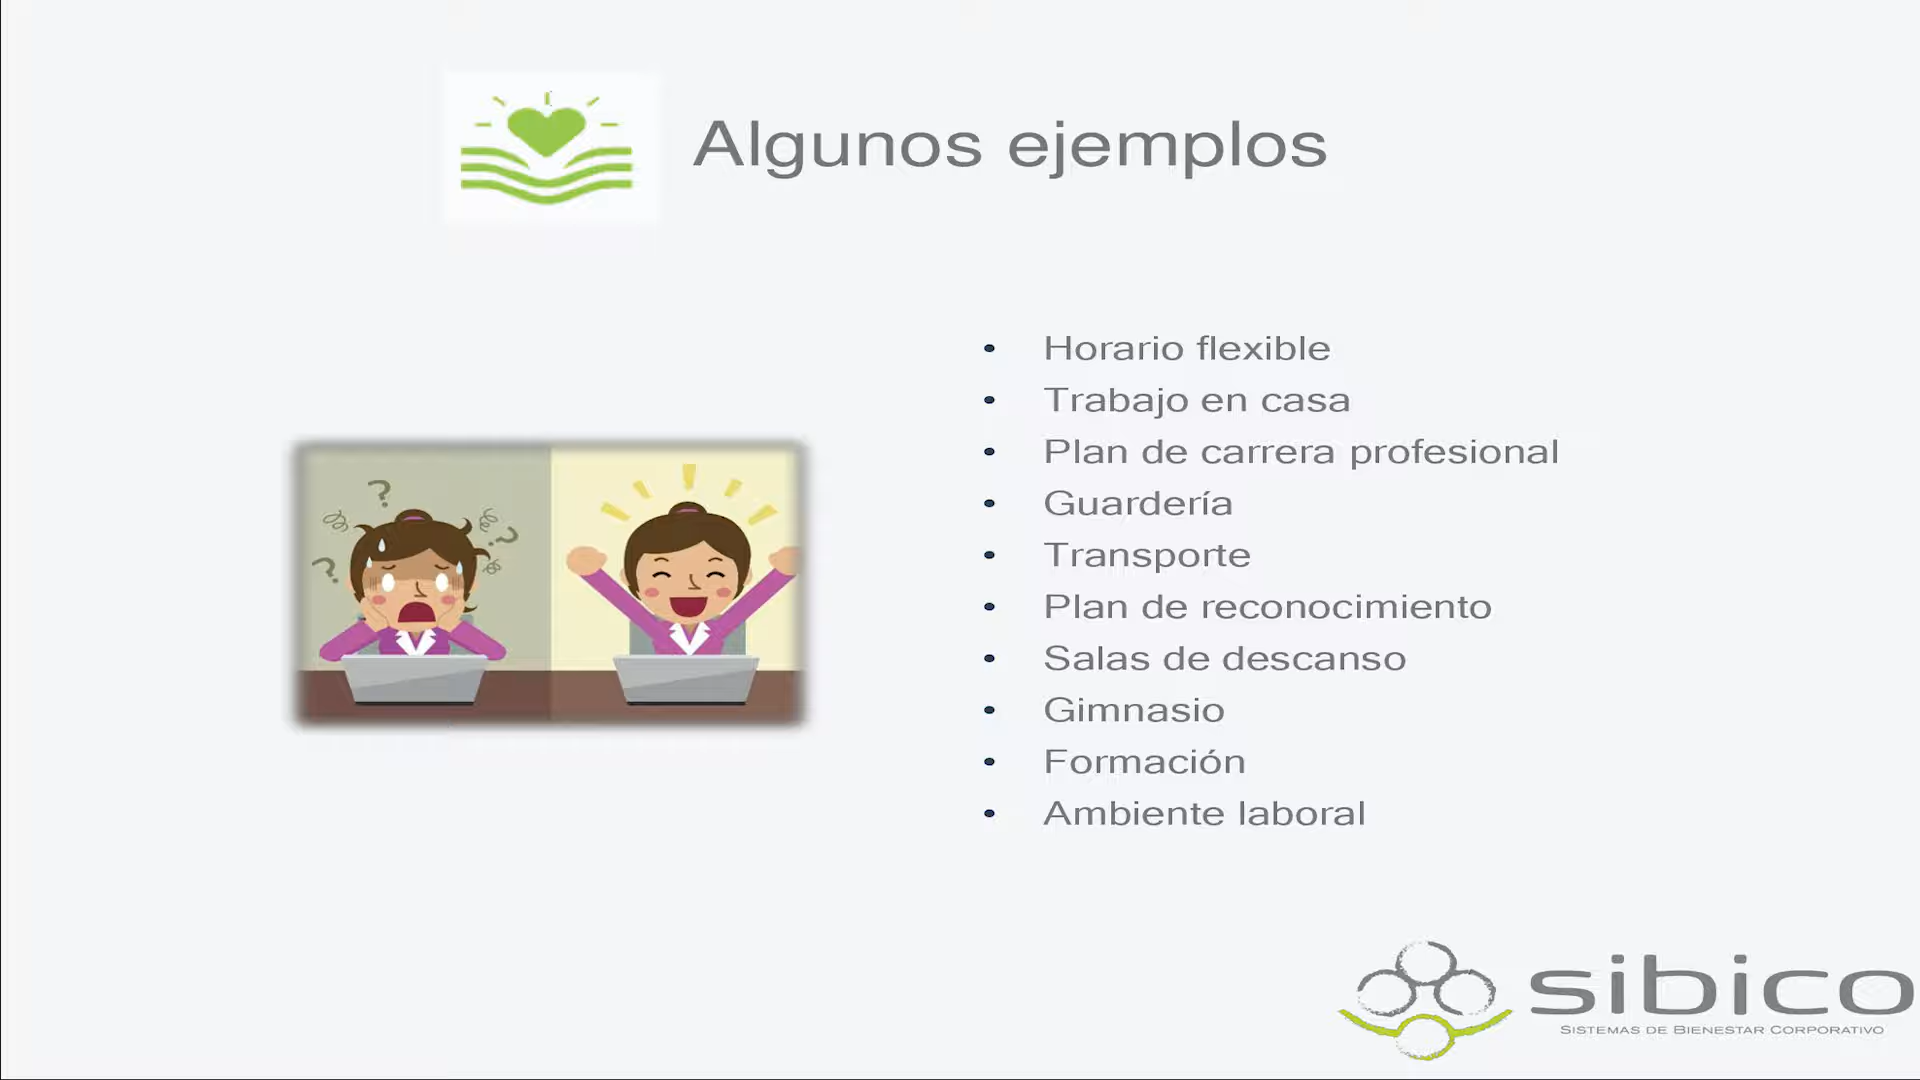 Algunos ejemplos
• Horario flexible
• Trabajo en casa
• Plan de carrera profesional
• Guardería
• Transporte
• Plan de reconocimiento
• Salas de descanso
• Gimnasio
• Formación
• Ambiente laboral
? ? ?
sibico
SISTEMAS DE BIENESTAR CORPORATIVO